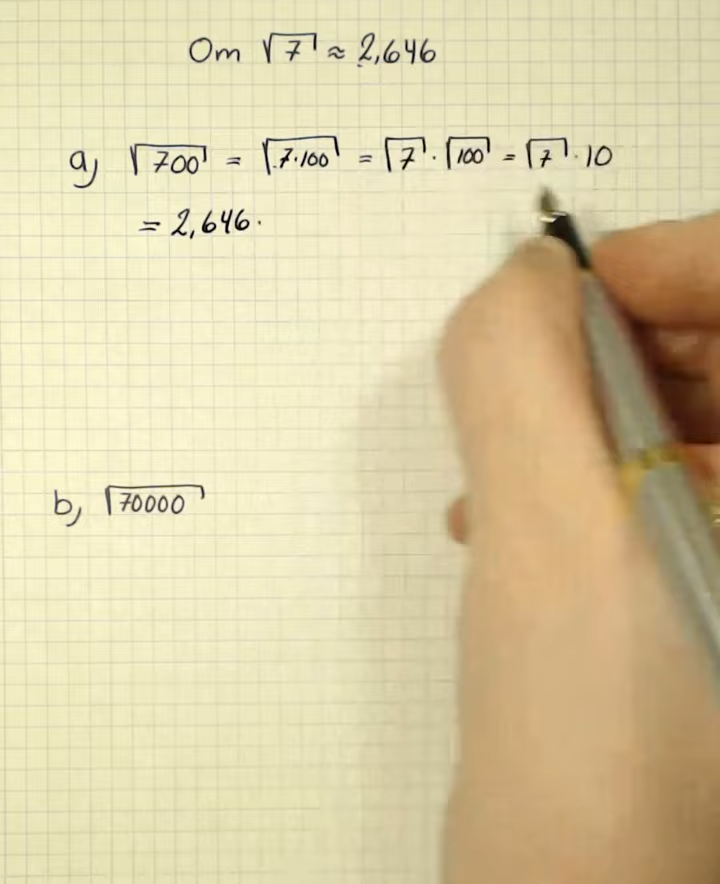 Om √7 ≈ 2,646
a) √700 = √7·100 = √7 · √100 = √7 · 10
= 2,646 ·
b) √70000